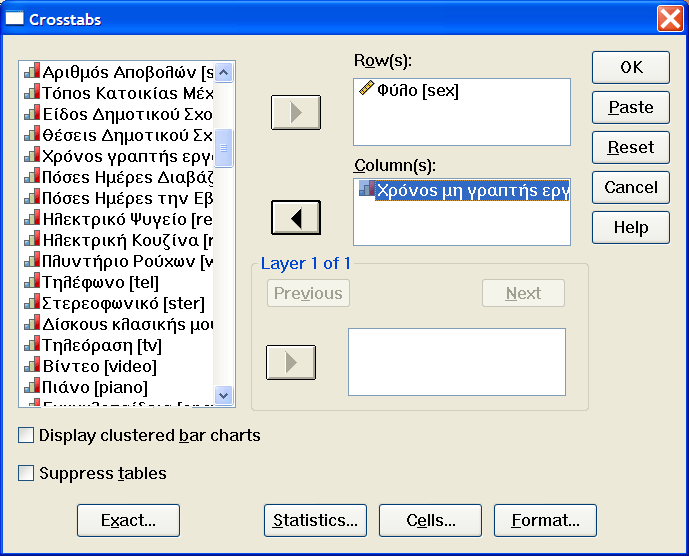 Crosstabs
Αριθμός Αποβολών [s
Τόπος Κατοικίας Μέχ
Είδος Δημοτικού Σχο
Θέσεις Δημοτικού Σχ
Χρόνος γραπτής εργ
Πόσες Ημέρες Διαβάζ
Πόσες Ημέρες την Εβ
Ηλεκτρικό Ψυγείο [re
Ηλεκτρική Κουζίνα [r
Πλυντήριο Ρούχων [w
Τηλέφωνο [tel]
Στερεοφωνικό [ster]
Δίσκους κλασικής μου
Τηλεόραση [tv]
Βίντεο [video]
Πιάνο [piano]
Row(s):
Φύλο [sex]
Column(s):
Χρόνος μη γραπτής εργ
Layer 1 of 1
Previous
Next
OK
Paste
Reset
Cancel
Help
Display clustered bar charts
Suppress tables
Exact...
Statistics...
Cells...
Format...